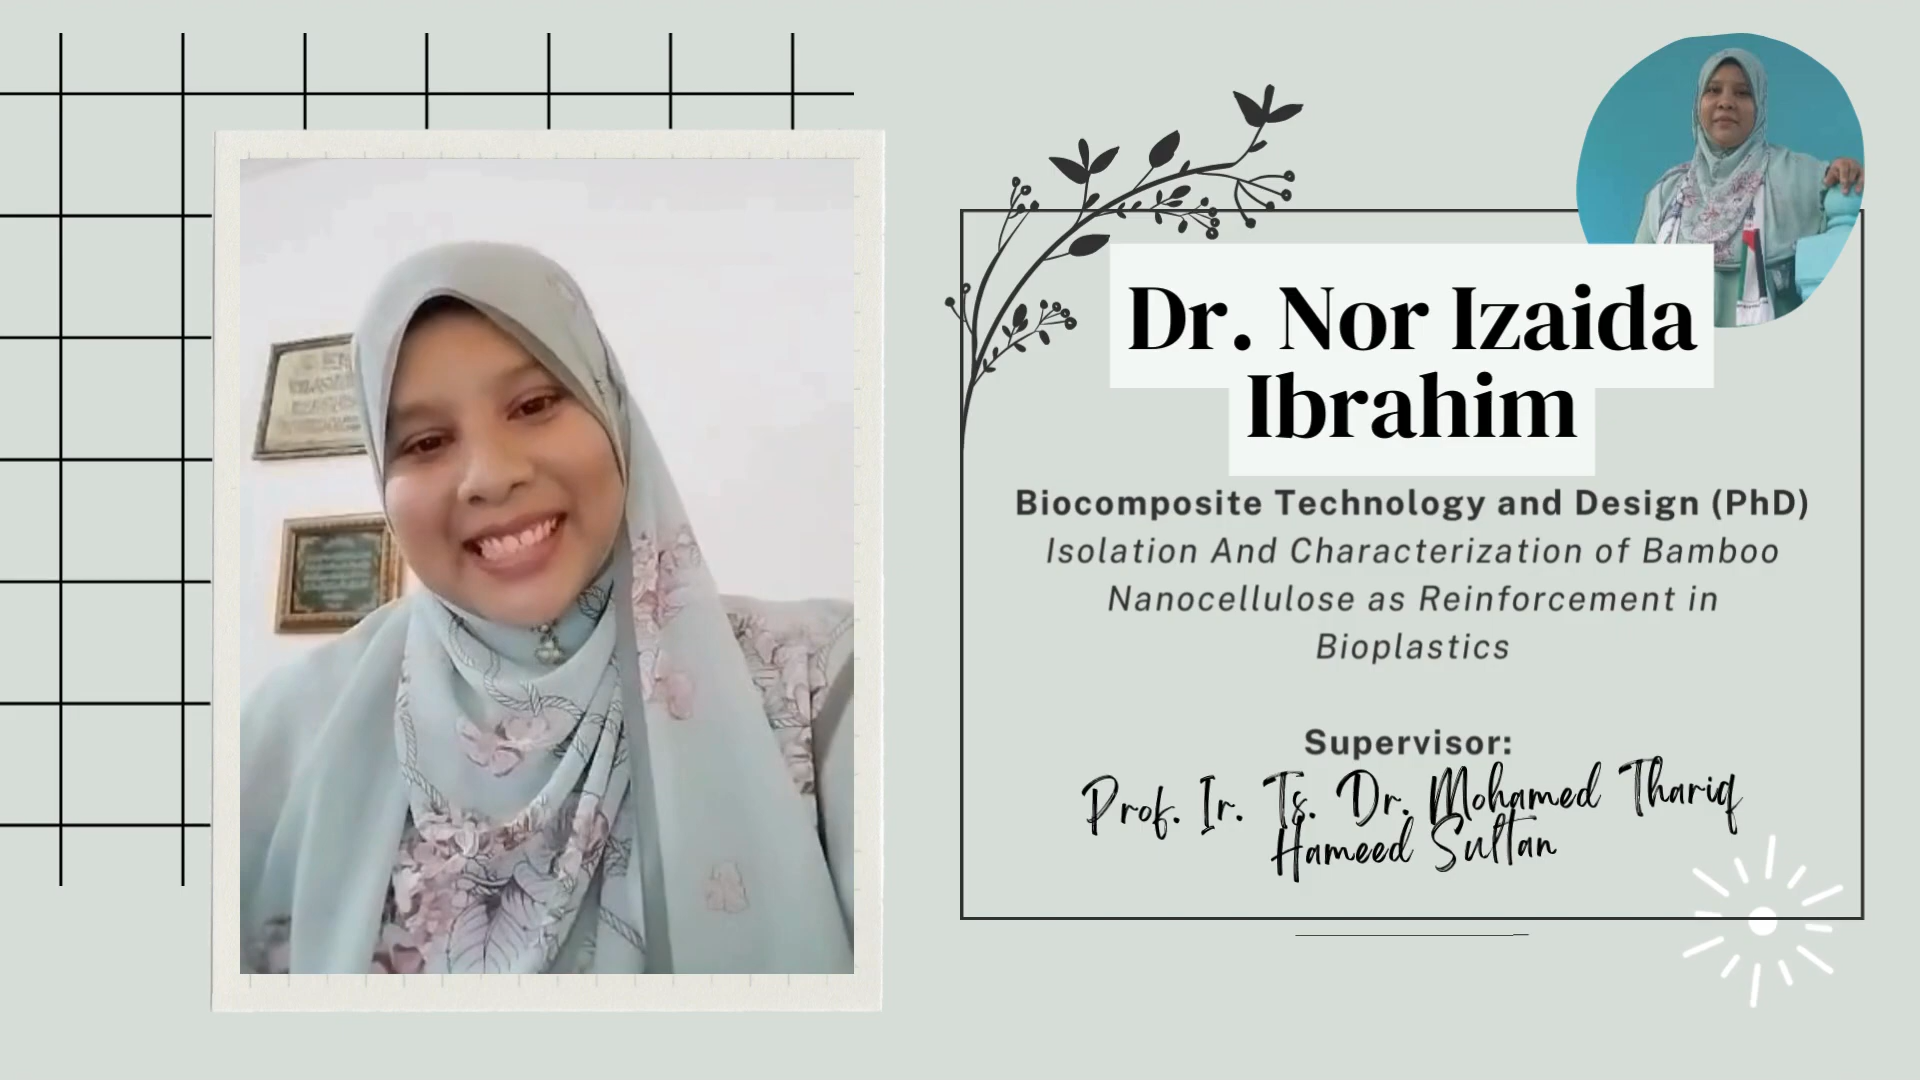 Dr. Nor Izaida
Ibrahim
Biocomposite Technology and Design (PhD)
Isolation And Characterization of Bamboo
Nanocellulose as Reinforcement in
Bioplastics
Supervisor:
Prof. Ir. Ts. Dr. Mohamed Thariq
Hameed Sultan